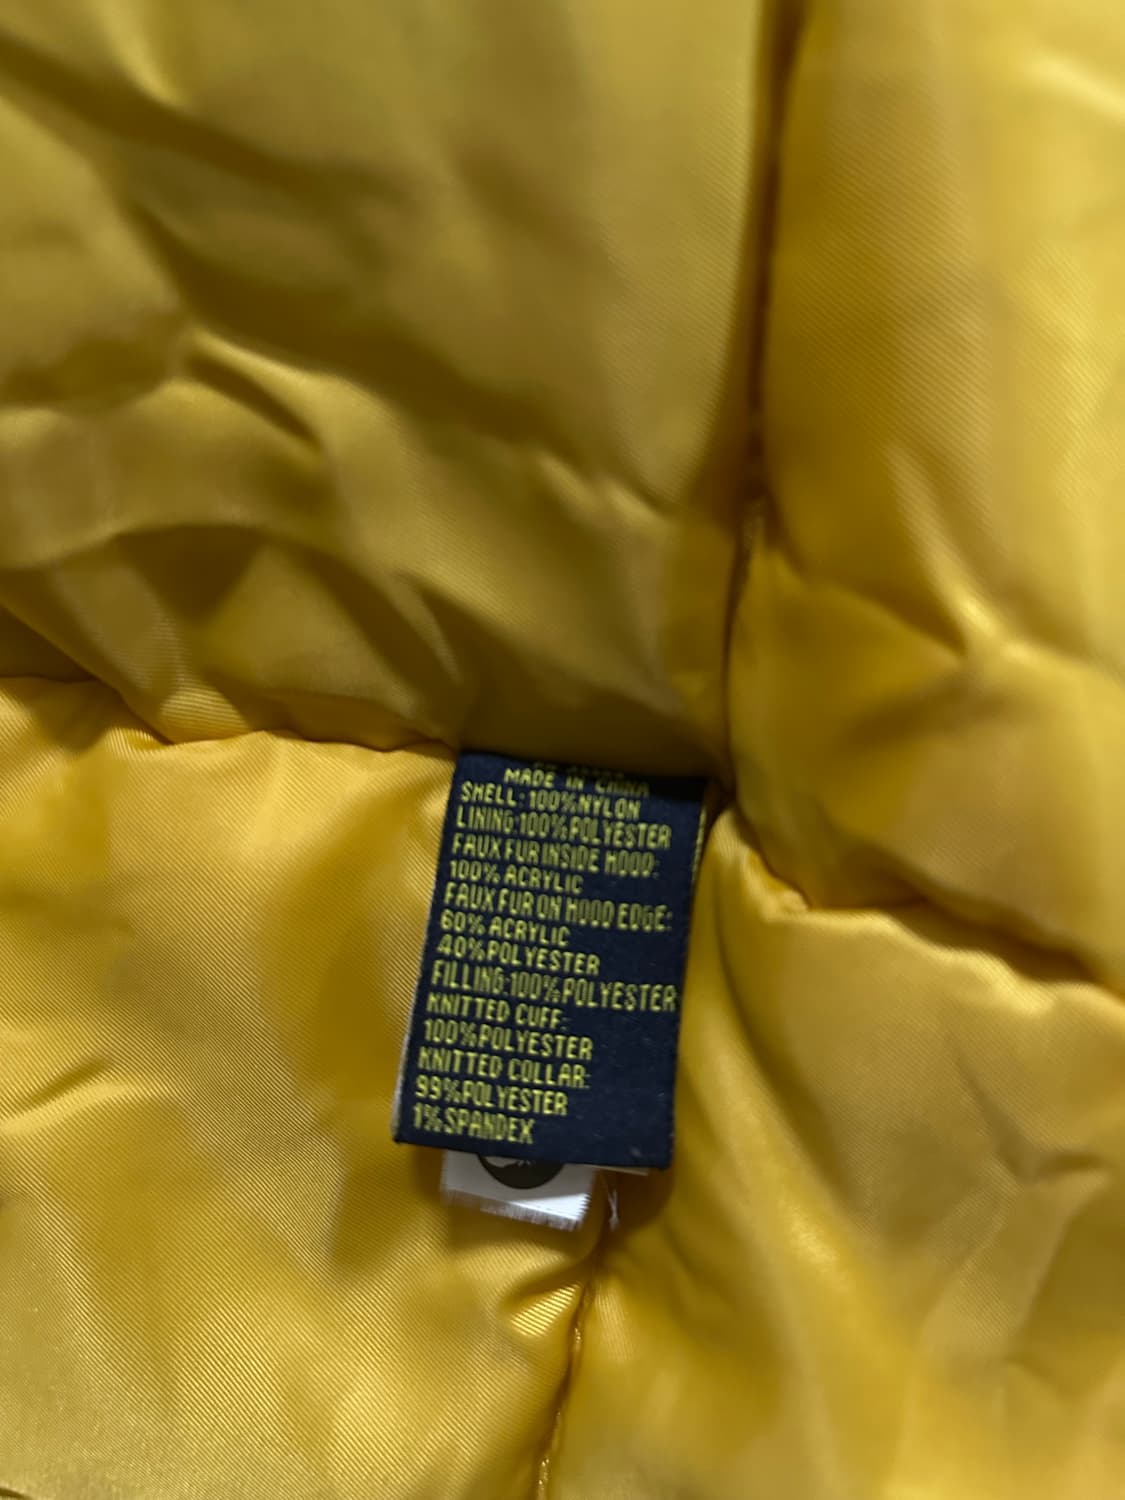 MADE IN CHINA
SHELL:100%NYLON
LINING:100%POLYESTER
FAUX FUR INSIDE HOOD:
100% ACRYLIC
FAUX FUR ON HOOD EDGE:
60% ACRYLIC
40%POLYESTER
FILLING:100%POLYESTER
KNITTED CUFF:
100%POLYESTER
KNITTED COLLAR:
99%POLYESTER
1%SPANDEX